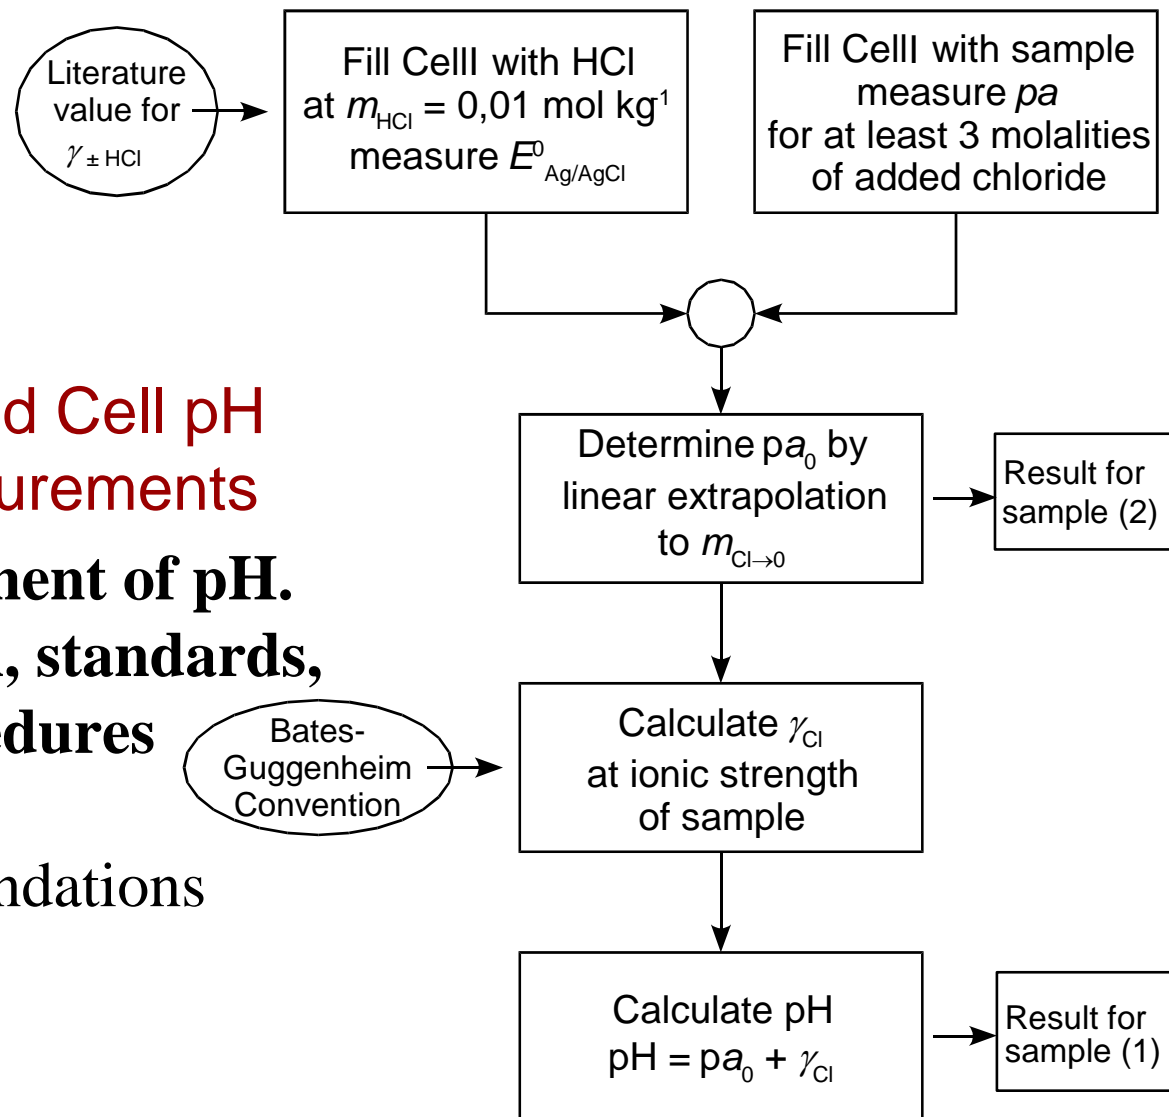 Literature
value for
γ ± HCl
Fill CellI with HCl
at m HCl = 0,01 mol kg-1
measure E0 Ag/AgCl
Fill CellI with sample
measure pa
for at least 3 molalities
of added chloride
d Cell pH
urements
nent of pH.
, standards,
edures
ndations
Determine pa0 by
linear extrapolation
to mCl→0
Result for
sample (2)
Bates-
Guggenheim
Convention
Calculate γCl
at ionic strength
of sample
Calculate pH
pH = pa0 + γCl
Result for
sample (1)